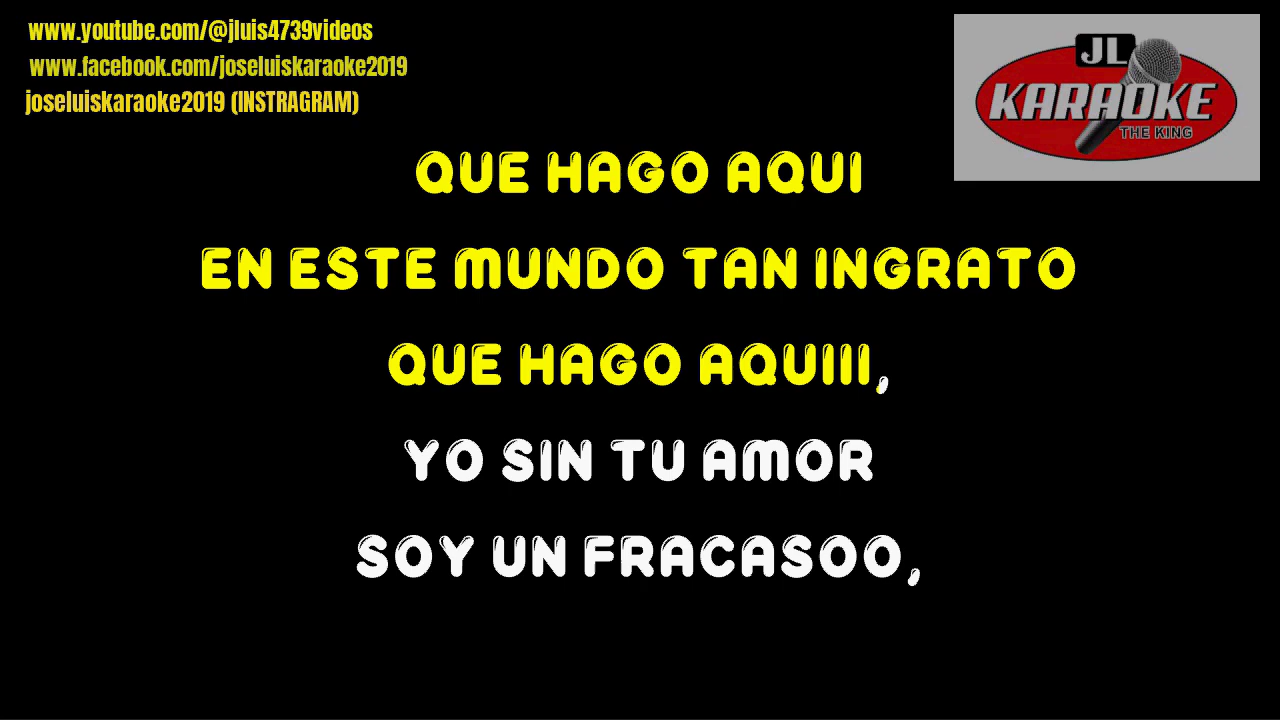 www.youtube.com/@jluis4739videos
www.facebook.com/joseluiskaraoke2019
joseluiskaraoke2019 (INSTRAGRAM)
JL
KARAOKE
THE KING
QUE HAGO AQUI
EN ESTE MUNDO TAN INGRATO
QUE HAGO AQUIII,
YO SIN TU AMOR
SOY UN FRACASOO,